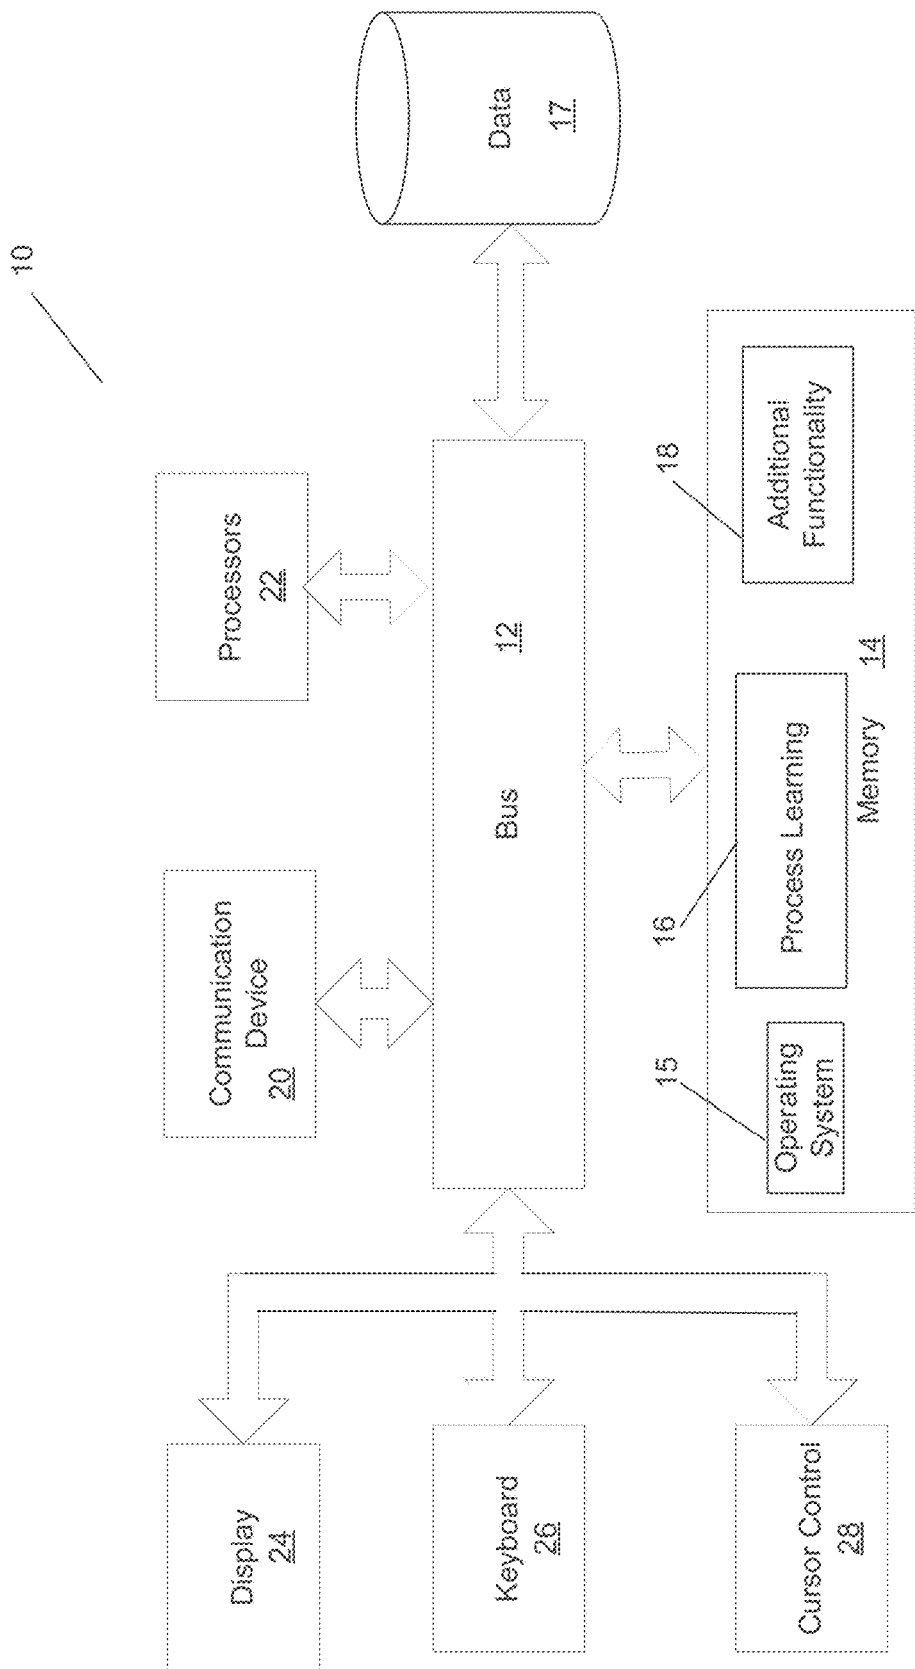 10
Display
24
Communication
Device
20
Processors
22
Keyboard
26
Bus
12
Data
17
Cursor Control
28
15
16
18
Operating
System
Process Learning
Additional
Functionality
Memory
14